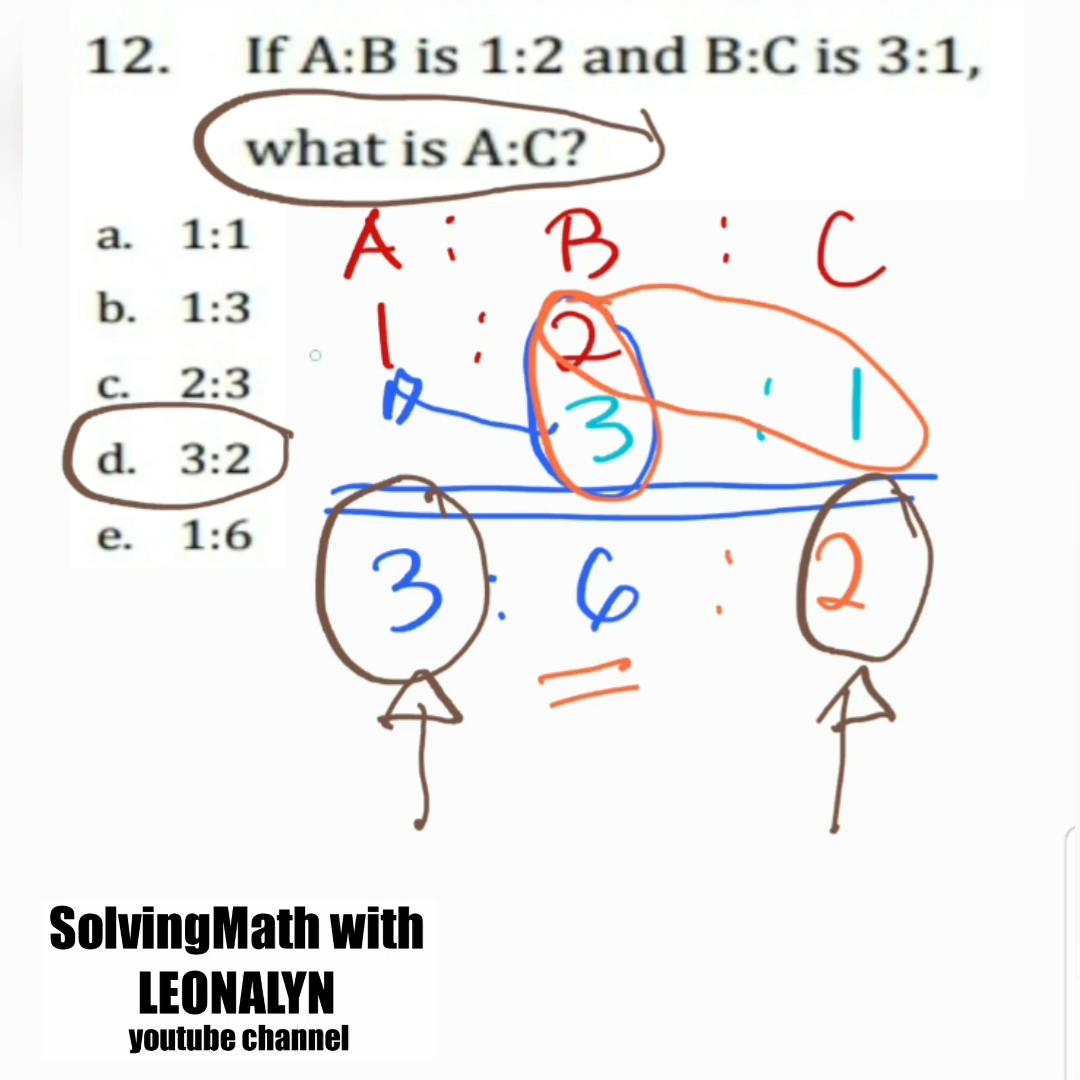 12. If A:B is 1:2 and B:C is 3:1,
what is A:C?
a. 1:1
b. 1:3
c. 2:3
d. 3:2
e. 1:6
A : B : C
1 : 2
3 : 1
3 : 6 : 2
SolvingMath with
LEONALYN
youtube channel